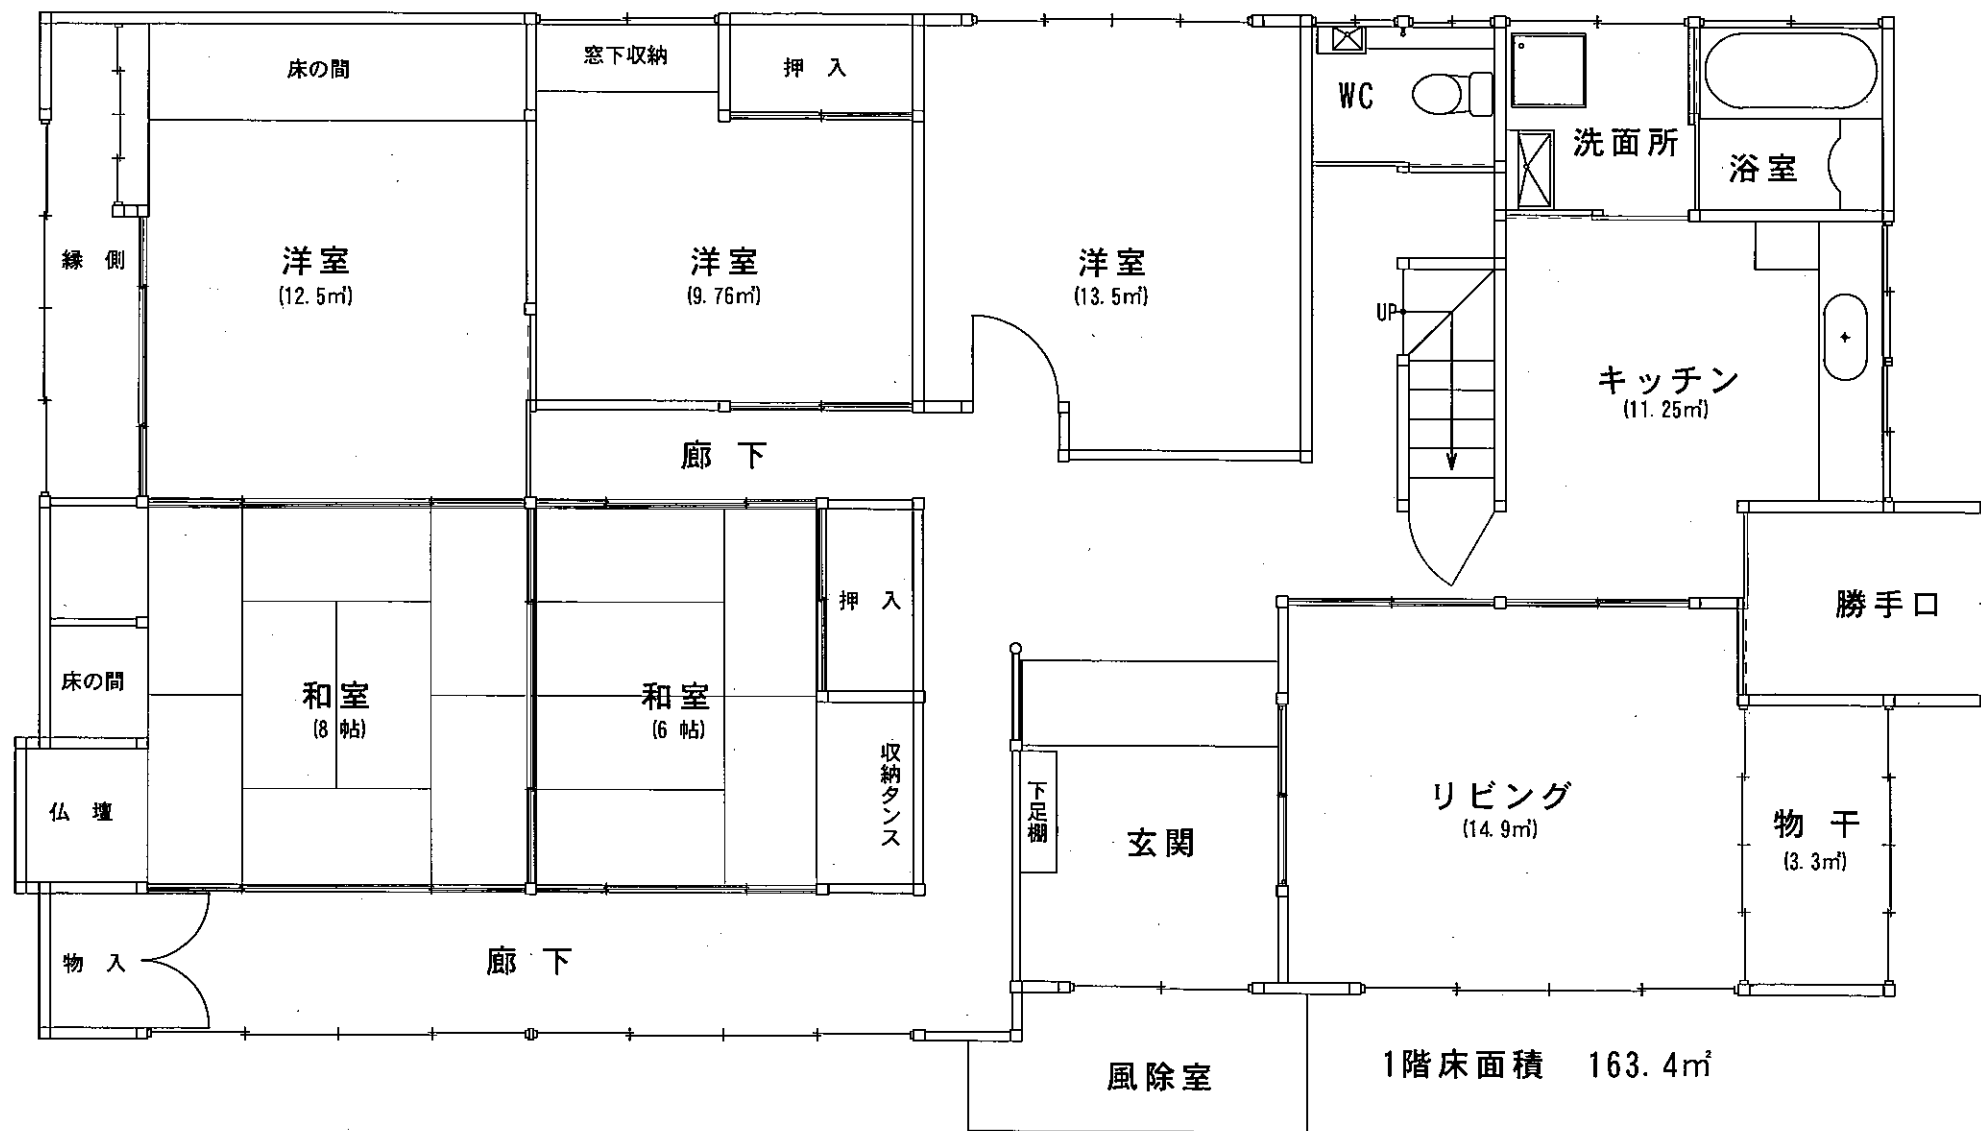 床の間
窓下収納
押 入
WC
洗面所
浴室
縁 側
洋室
(12.5㎡)
洋室
(9.76㎡)
洋室
(13.5㎡)
UP
キッチン
(11.25㎡)
廊 下
押 入
勝手口
床の間
和室
(8 帖)
和室
(6 帖)
収納タンス
仏 壇
下足棚
玄関
リビング
(14.9㎡)
物 干
(3.3㎡)
物 入
廊 下
風除室
1階床面積 163.4㎡